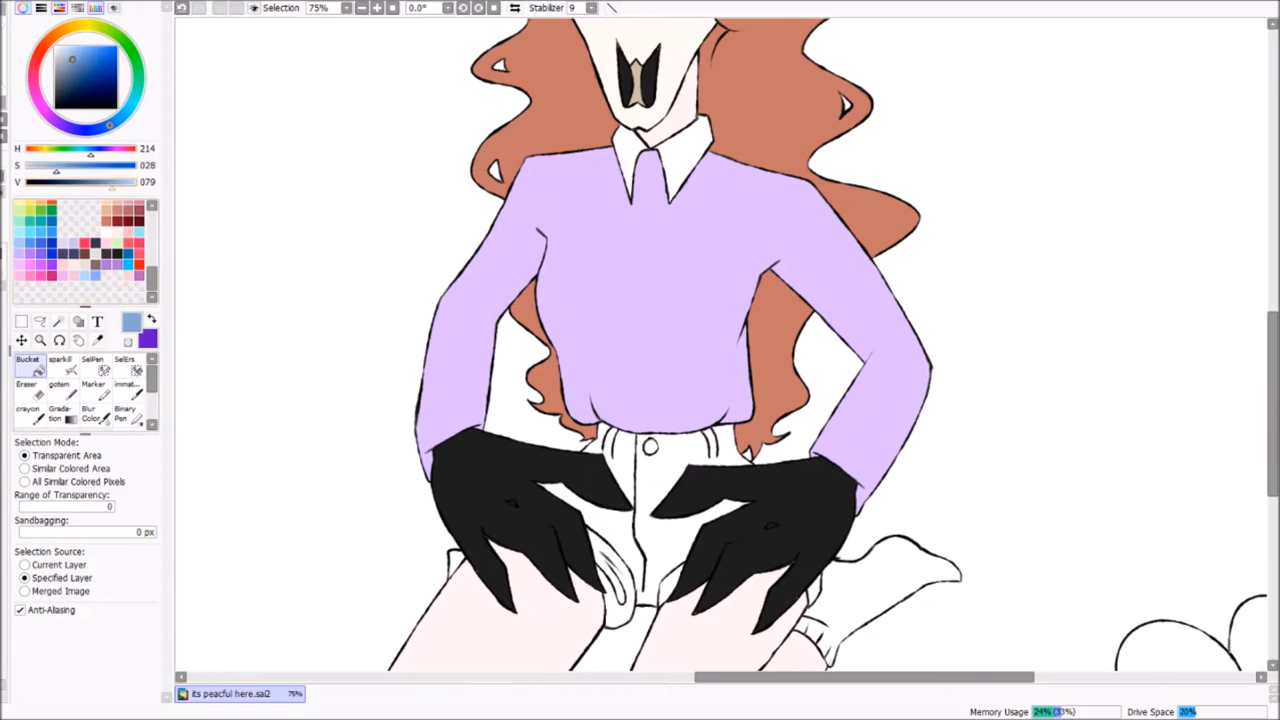 Selection 75% 0.0° Stabilizer 9
H 214
S 028
V 079
T
Bucket sparkill SelPen SelErs
Eraser gotem Marker immat...
crayon Grada-tion Blur Color Binary Pen
Selection Mode:
Transparent Area
Similar Colored Area
All Similar Colored Pixels
Range of Transparency:
0
Sandbagging:
0 px
Selection Source:
Current Layer
Specified Layer
Merged Image
Anti-Aliasing
its peacful here.sai2 75%
Memory Usage 24% (33%) Drive Space 20%